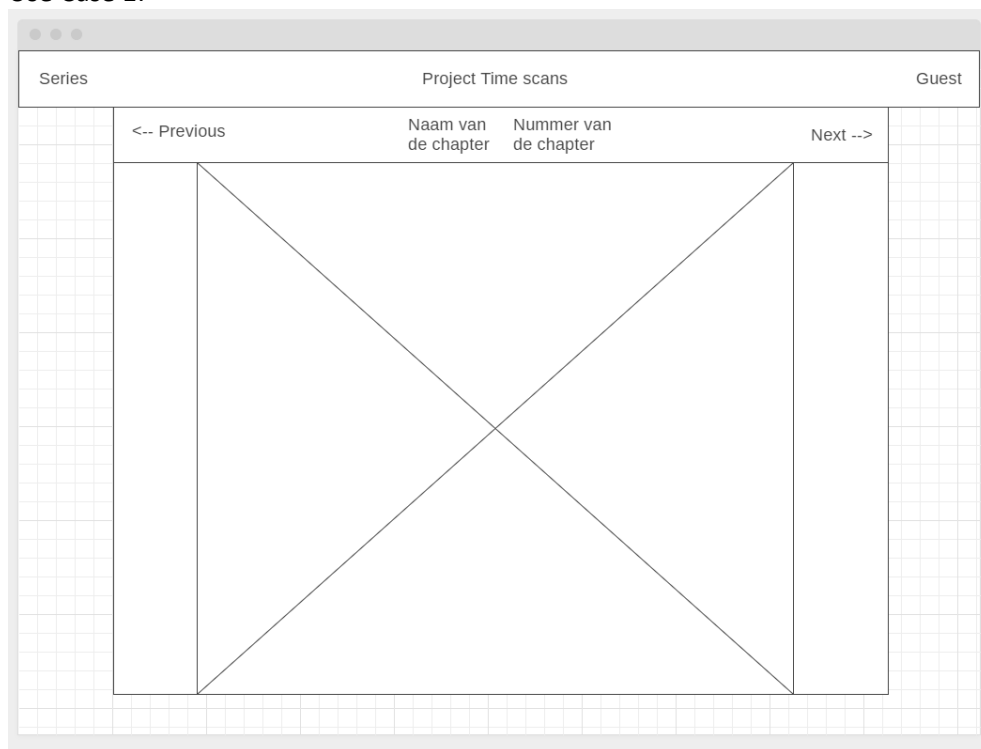 Series Project Time scans Guest
<-- Previous
Naam van
de chapter
Nummer van
de chapter
Next -->